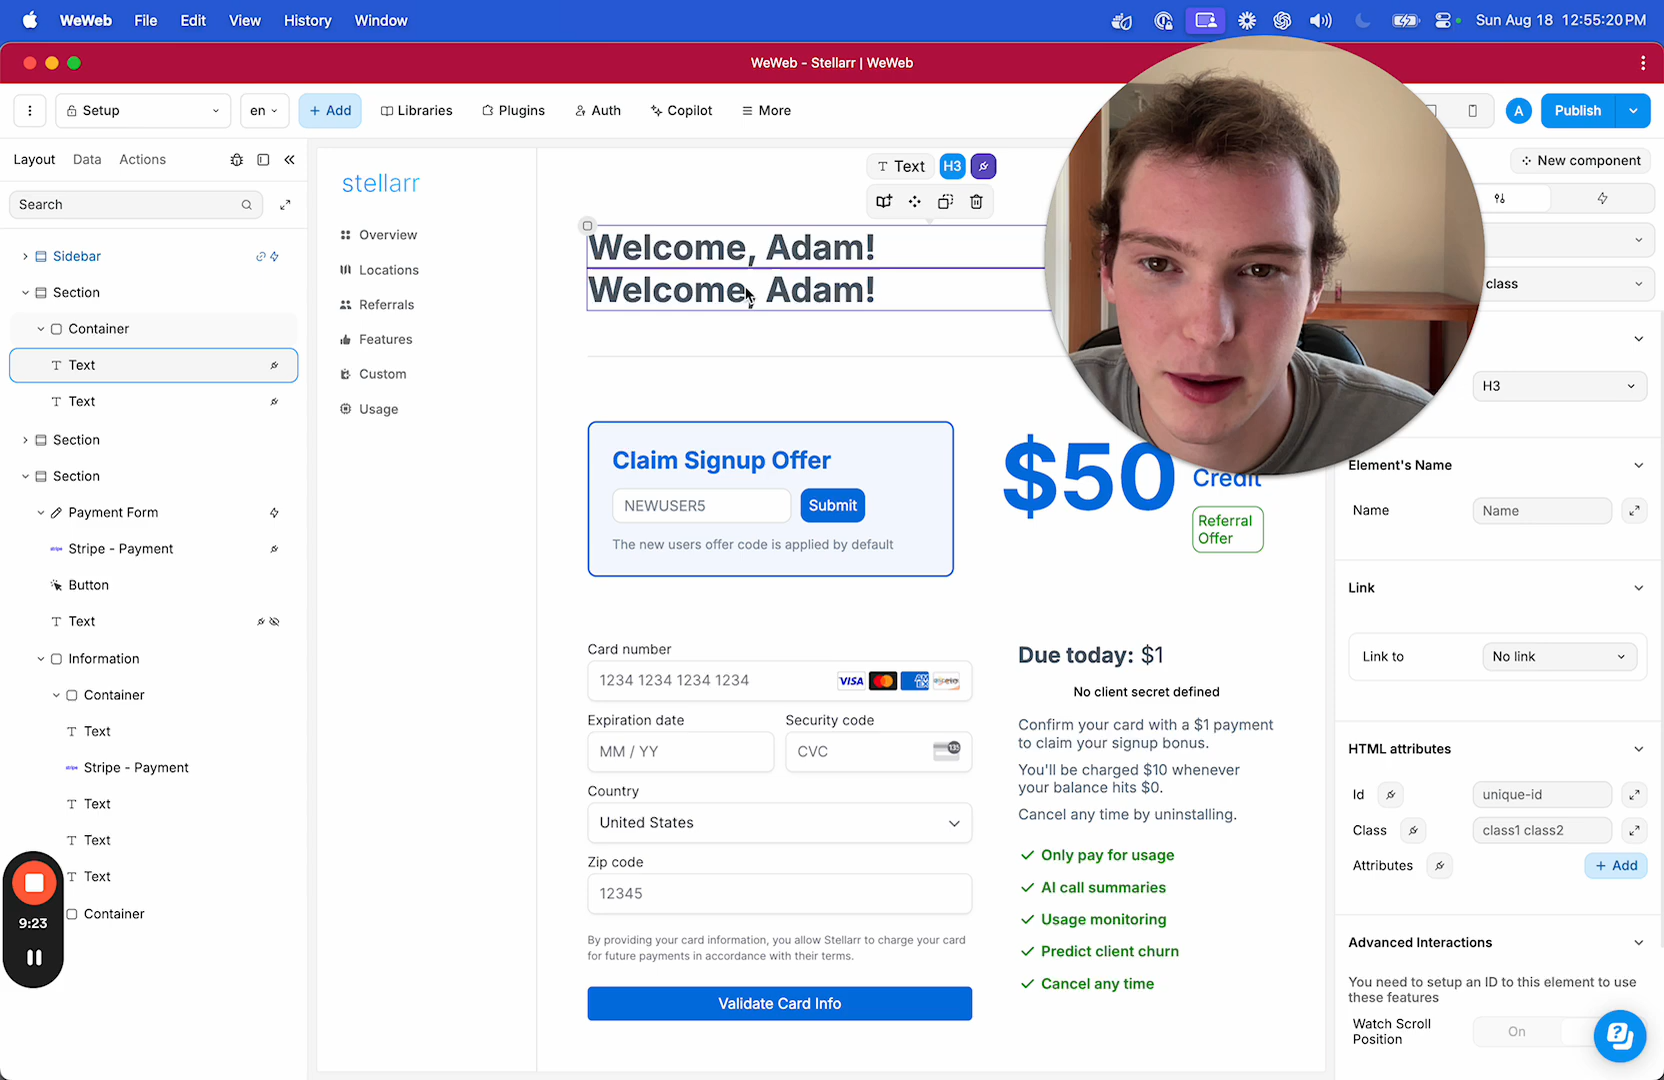 WeWeb File Edit View History Window Sun Aug 18 12:55:20 PM
WeWeb - Stellarr | WeWeb
Setup en + Add Libraries Plugins Auth Copilot More A Publish
Layout Data Actions
Search
Sidebar
Section
Container
Text
Text
Section
Section
Payment Form
Stripe - Payment
Button
Text
Information
Container
Text
Stripe - Payment
Text
Text
Text
Container
9:23
stellarr
Overview
Locations
Referrals
Features
Custom
Usage
Text H3
Welcome, Adam!
Welcome, Adam!
Claim Signup Offer
NEWUSER5 Submit
The new users offer code is applied by default
$50 Credit
Referral
Offer
Card number
1234 1234 1234 1234 VISA AMEX
Expiration date Security code
MM / YY CVC 135
Country
United States
Zip code
12345
By providing your card information, you allow Stellarr to charge your card
for future payments in accordance with their terms.
Validate Card Info
Due today: $1
No client secret defined
Confirm your card with a $1 payment
to claim your signup bonus.
You'll be charged $10 whenever
your balance hits $0.
Cancel any time by uninstalling.
Only pay for usage
AI call summaries
Usage monitoring
Predict client churn
Cancel any time
New component
class
H3
Element's Name
Name Name
Link
Link to No link
HTML attributes
Id unique-id
Class class1 class2
Attributes + Add
Advanced Interactions
You need to setup an ID to this element to use
these features
Watch Scroll
Position On